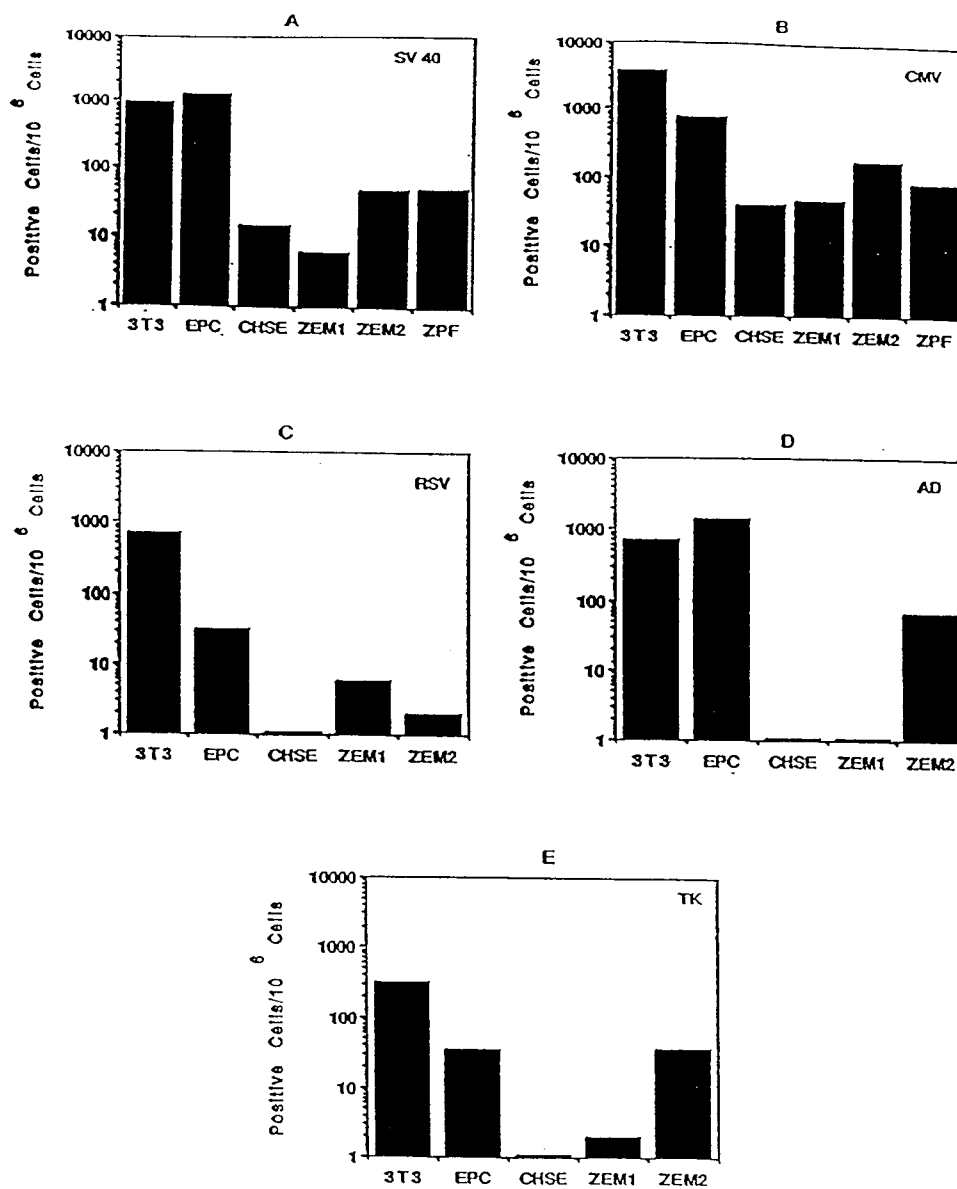 A
SV 40
Positive Cells/10 6 Cells
10000
1000
100
10
1
3T3 EPC CHSE ZEM1 ZEM2 ZPF
B
CMV
Positive Cells/10 6 Cells
10000
1000
100
10
1
3T3 EPC CHSE ZEM1 ZEM2 ZPF
C
RSV
Positive Cells/10 6 Cells
10000
1000
100
10
1
3T3 EPC CHSE ZEM1 ZEM2
D
AD
Positive Cells/10 6 Cells
10000
1000
100
10
1
3T3 EPC CHSE ZEM1 ZEM2
E
TK
Positive Cells/10 6 Cells
10000
1000
100
10
1
3T3 EPC CHSE ZEM1 ZEM2